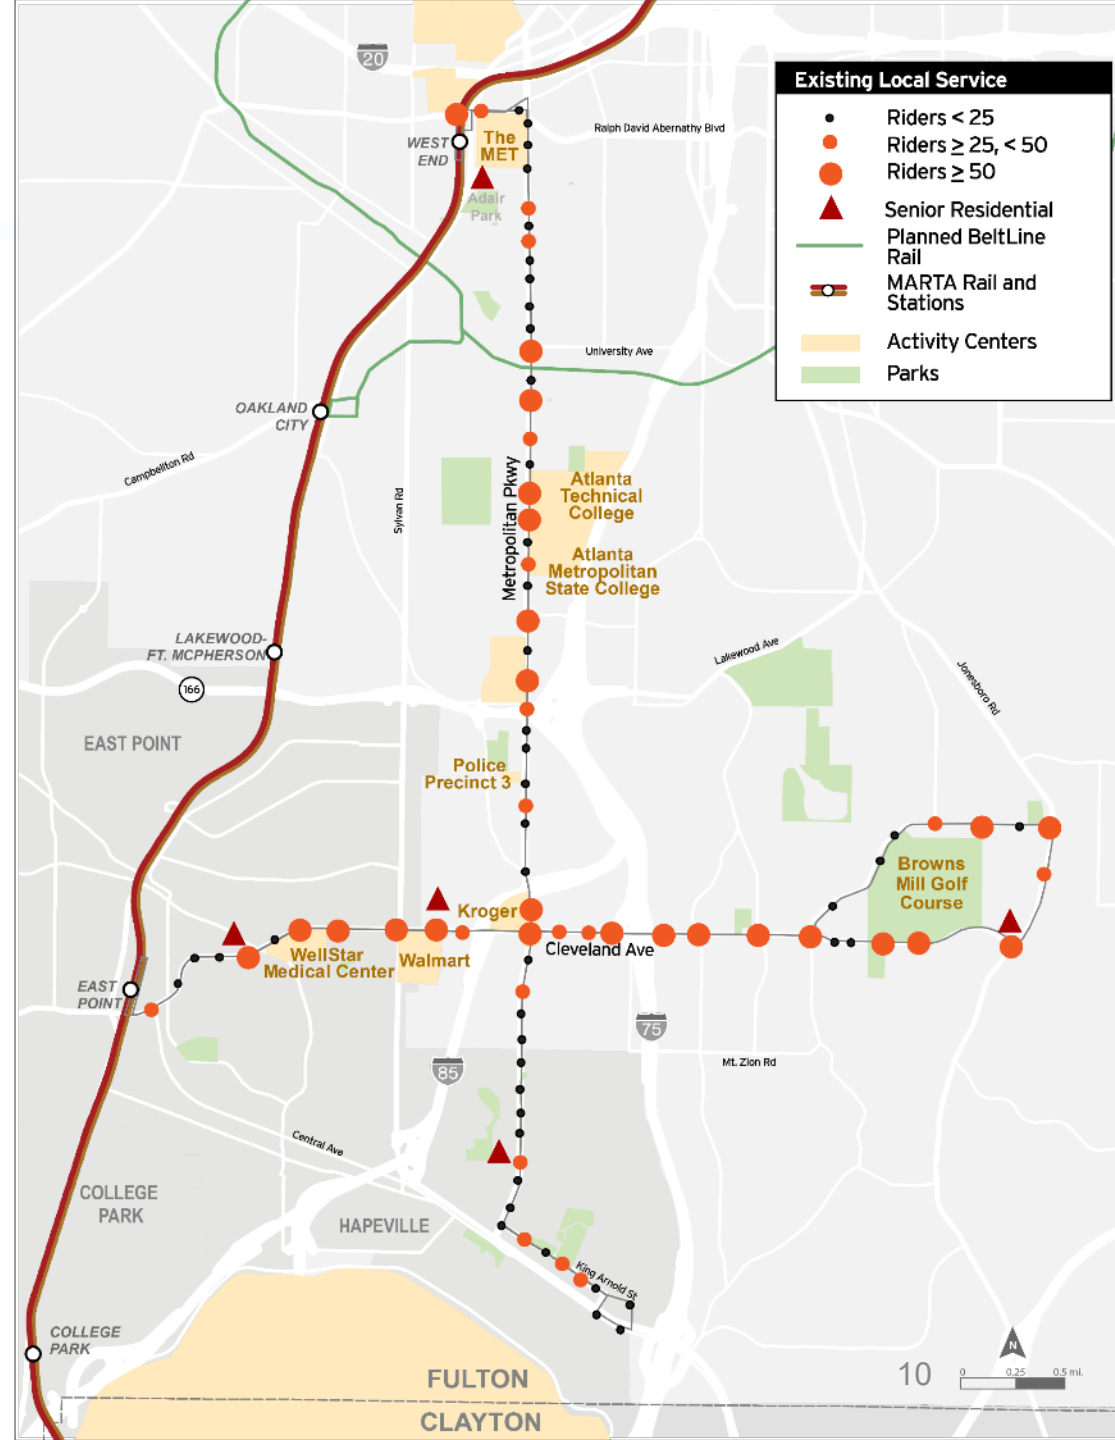 20
Existing Local Service
Riders < 25
Riders ≥ 25, < 50
Riders ≥ 50
Senior Residential
Planned BeltLine
Rail
MARTA Rail and
Stations
Activity Centers
Parks
WEST
END
The
MET
Ralph David Abernathy Blvd
Adair
Park
University Ave
OAKLAND
CITY
Campbellton Rd
Sylvan Rd
Metropolitan Pkwy
Atlanta
Technical
College
Atlanta
Metropolitan
State College
LAKEWOOD-
FT. MCPHERSON
166
Lakewood Ave
Jonesboro Rd
EAST POINT
Police
Precinct 3
Browns
Mill Golf
Course
Kroger
Cleveland Ave
WellStar
Medical Center
Walmart
EAST
POINT
75
85
Mt. Zion Rd
Central Ave
COLLEGE
PARK
HAPEVILLE
King Arnold St
COLLEGE
PARK
FULTON
CLAYTON
10
N
0 0.25 0.5 mi.